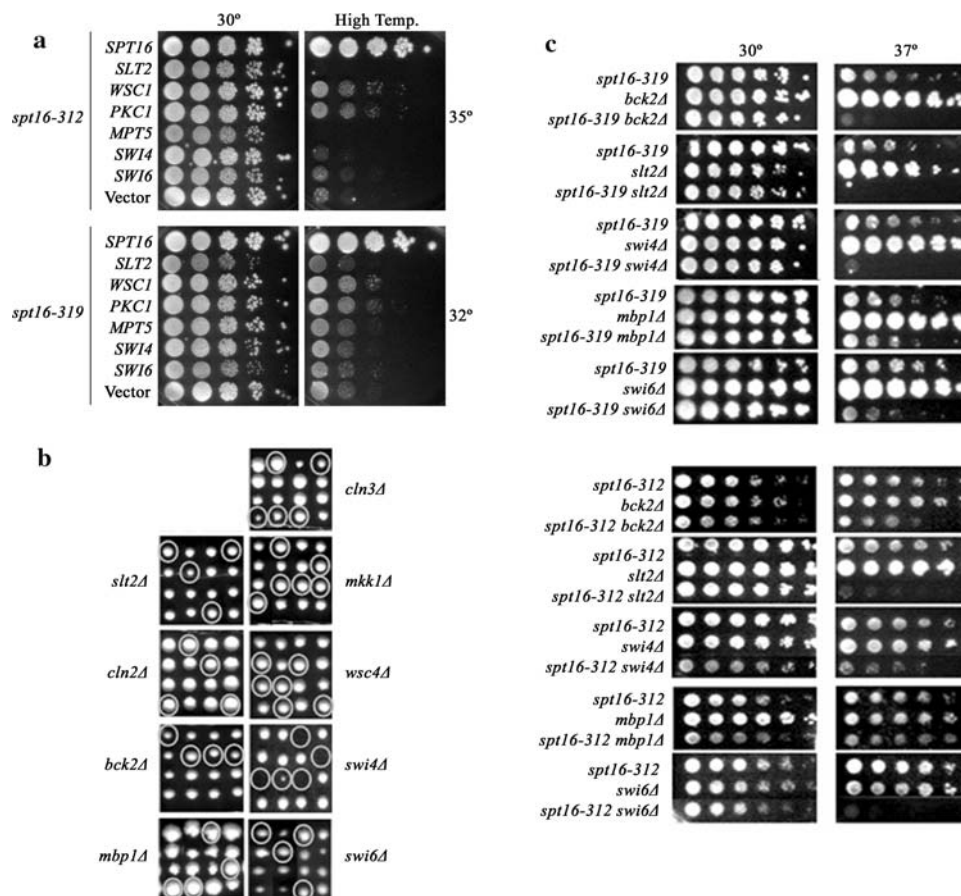 a
30º
High Temp.
spt16-312
SPT16
SLT2
WSC1
PKC1
MPT5
SWI4
SWI6
Vector
35º
spt16-319
SPT16
SLT2
WSC1
PKC1
MPT5
SWI4
SWI6
Vector
32º
b
cln3Δ
slt2Δ
mkk1Δ
cln2Δ
wsc4Δ
bck2Δ
swi4Δ
mbp1Δ
swi6Δ
c
30º
37º
spt16-319
bck2Δ
spt16-319 bck2Δ
spt16-319
slt2Δ
spt16-319 slt2Δ
spt16-319
swi4Δ
spt16-319 swi4Δ
spt16-319
mbp1Δ
spt16-319 mbp1Δ
spt16-319
swi6Δ
spt16-319 swi6Δ
30º
37º
spt16-312
bck2Δ
spt16-312 bck2Δ
spt16-312
slt2Δ
spt16-312 slt2Δ
spt16-312
swi4Δ
spt16-312 swi4Δ
spt16-312
mbp1Δ
spt16-312 mbp1Δ
spt16-312
swi6Δ
spt16-312 swi6Δ